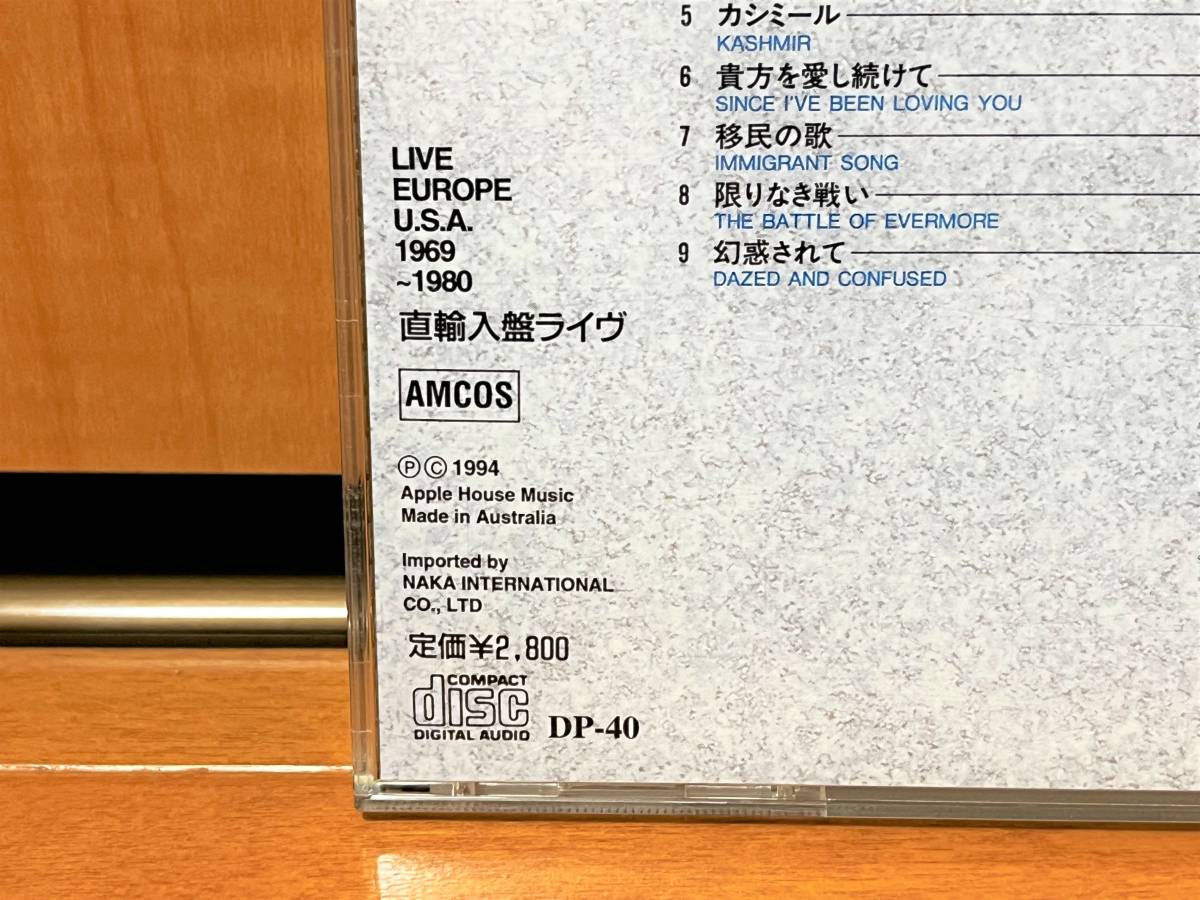 5 カシミール
KASHMIR
6 貴方を愛し続けて
SINCE I'VE BEEN LOVING YOU
7 移民の歌
IMMIGRANT SONG
8 限りなき戦い
THE BATTLE OF EVERMORE
9 幻惑されて
DAZED AND CONFUSED
LIVE
EUROPE
U.S.A.
1969
~1980
直輸入盤ライヴ
AMCOS
Ⓟ© 1994
Apple House Music
Made in Australia
Imported by
NAKA INTERNATIONAL
CO., LTD
定価¥2,800
COMPACT
disc
DIGITAL AUDIO
DP-40